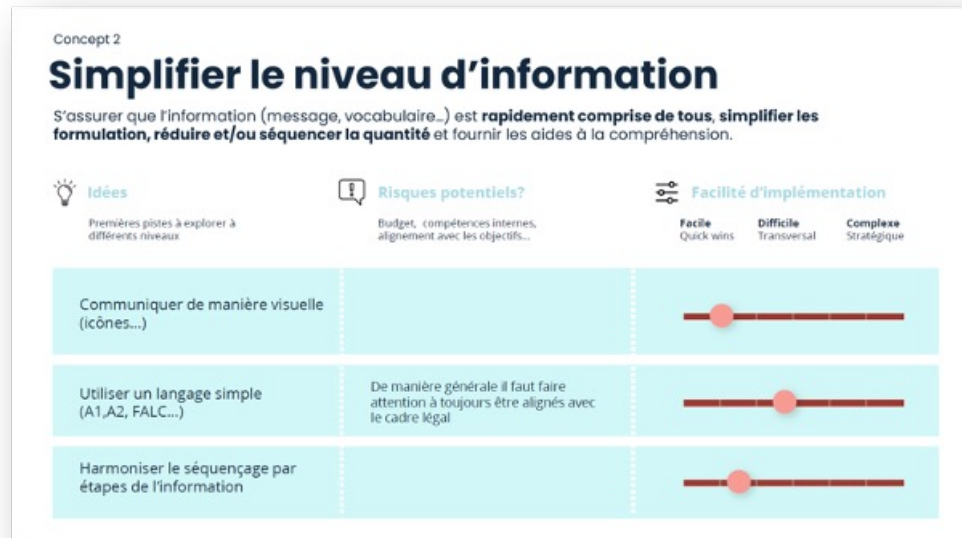 Concept 2
Simplifier le niveau d’information
S’assurer que l’information (message, vocabulaire…) est rapidement comprise de tous, simplifier les
formulation, réduire et/ou séquencer la quantité et fournir les aides à la compréhension.
Idées
Premières pistes à explorer à
différents niveaux
Risques potentiels?
Budget, compétences internes,
alignement avec les objectifs...
Facilité d’implémentation
Facile
Quick wins
Difficile
Transversal
Complexe
Stratégique
Communiquer de manière visuelle
(icônes...)
Utiliser un langage simple
(A1,A2, FALC...)
De manière générale il faut faire
attention à toujours être alignés avec
le cadre légal
Harmoniser le séquençage par
étapes de l’information